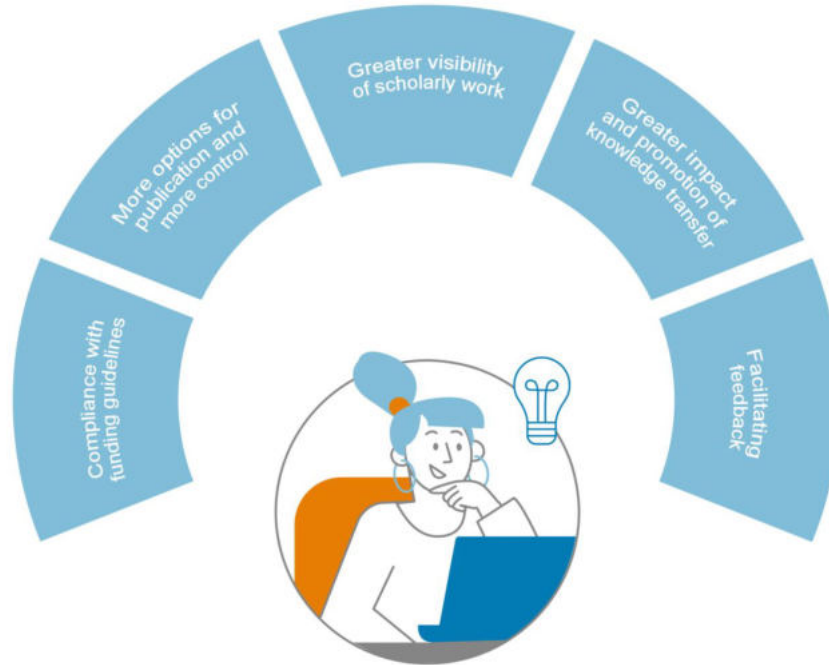 Compliance with
funding guidelines
More options for
publication and
more control
Greater visibility
of scholarly work
Greater impact
and promotion of
knowledge transfer
Facilitating
feedback